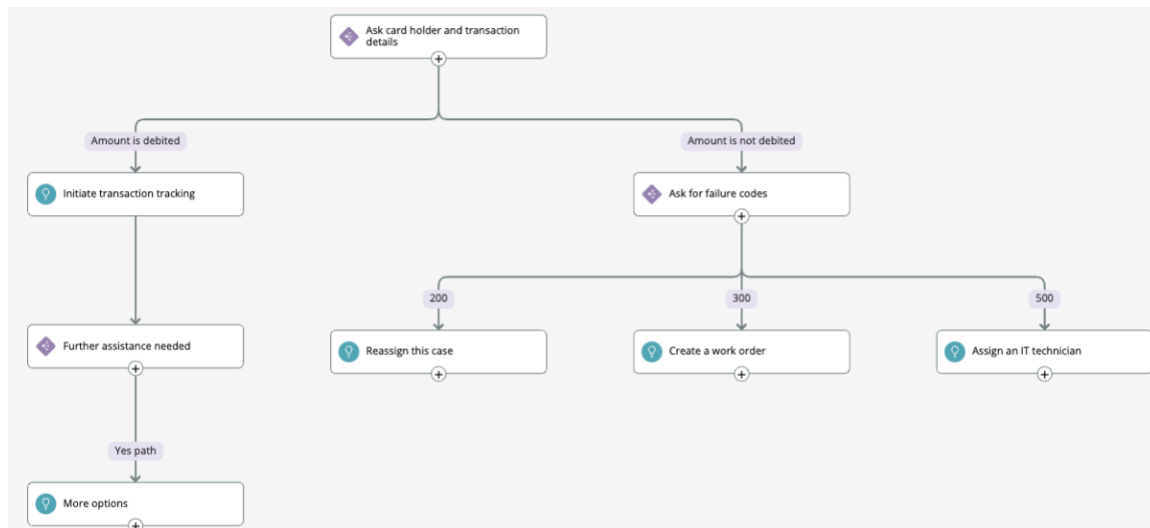 Ask card holder and transaction
details
Amount is debited
Amount is not debited
Initiate transaction tracking
Ask for failure codes
200
300
500
Further assistance needed
Reassign this case
Create a work order
Assign an IT technician
Yes path
More options